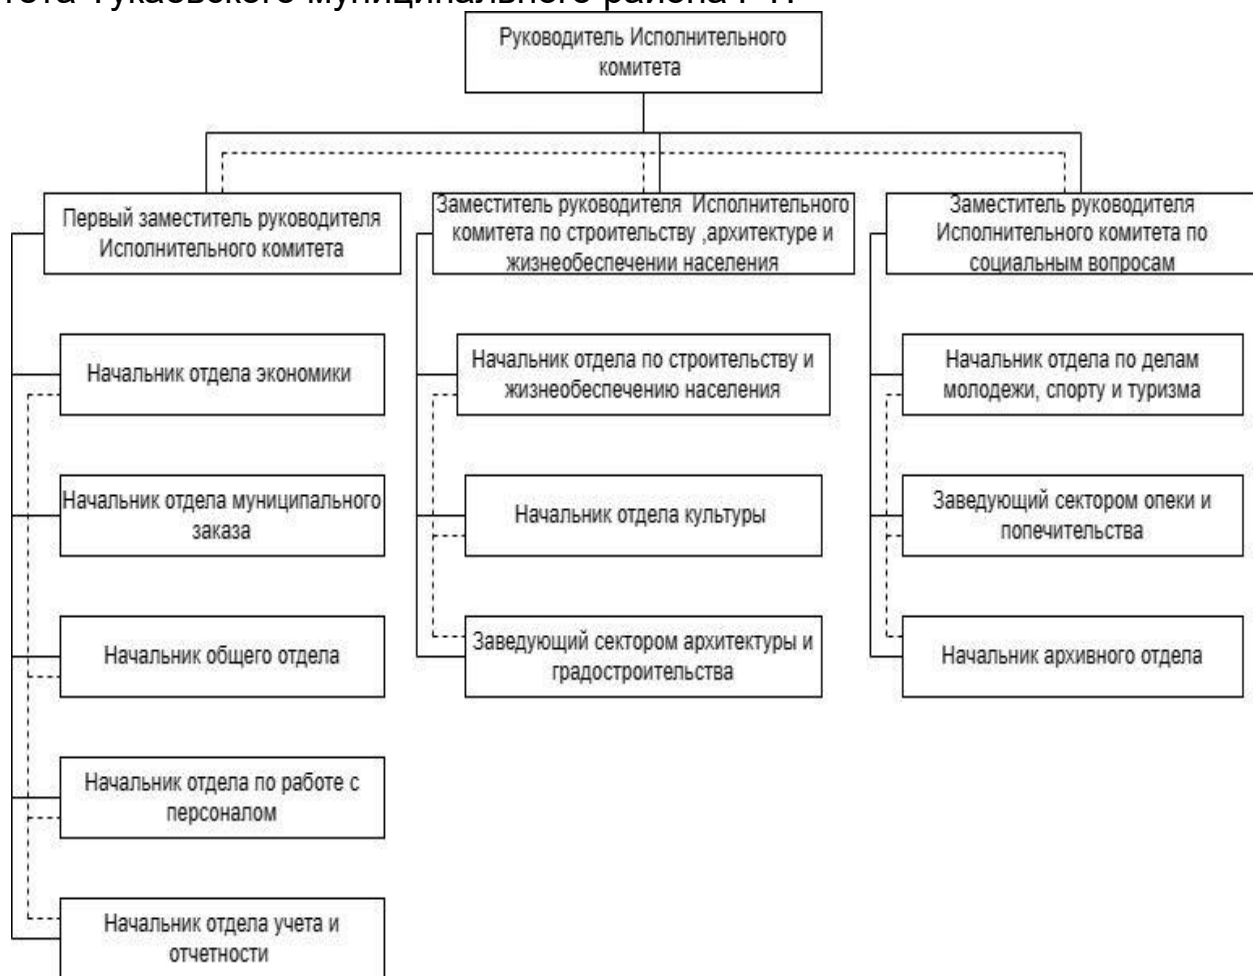 Тукаевского муниципального района
Руководитель Исполнительного
комитета
Первый заместитель руководителя
Исполнительного комитета
Заместитель руководителя Исполнительного
комитета по строительству ,архитектуре и
жизнеобеспечении населения
Заместитель руководителя
Исполнительного комитета по
социальным вопросам
Начальник отдела экономики
Начальник отдела по строительству и
жизнеобеспечению населения
Начальник отдела по делам
молодежи, спорту и туризма
Начальник отдела муниципального
заказа
Начальник отдела культуры
Заведующий сектором опеки и
попечительства
Начальник общего отдела
Заведующий сектором архитектуры и
градостроительства
Начальник архивного отдела
Начальник отдела по работе с
персоналом
Начальник отдела учета и
отчетности